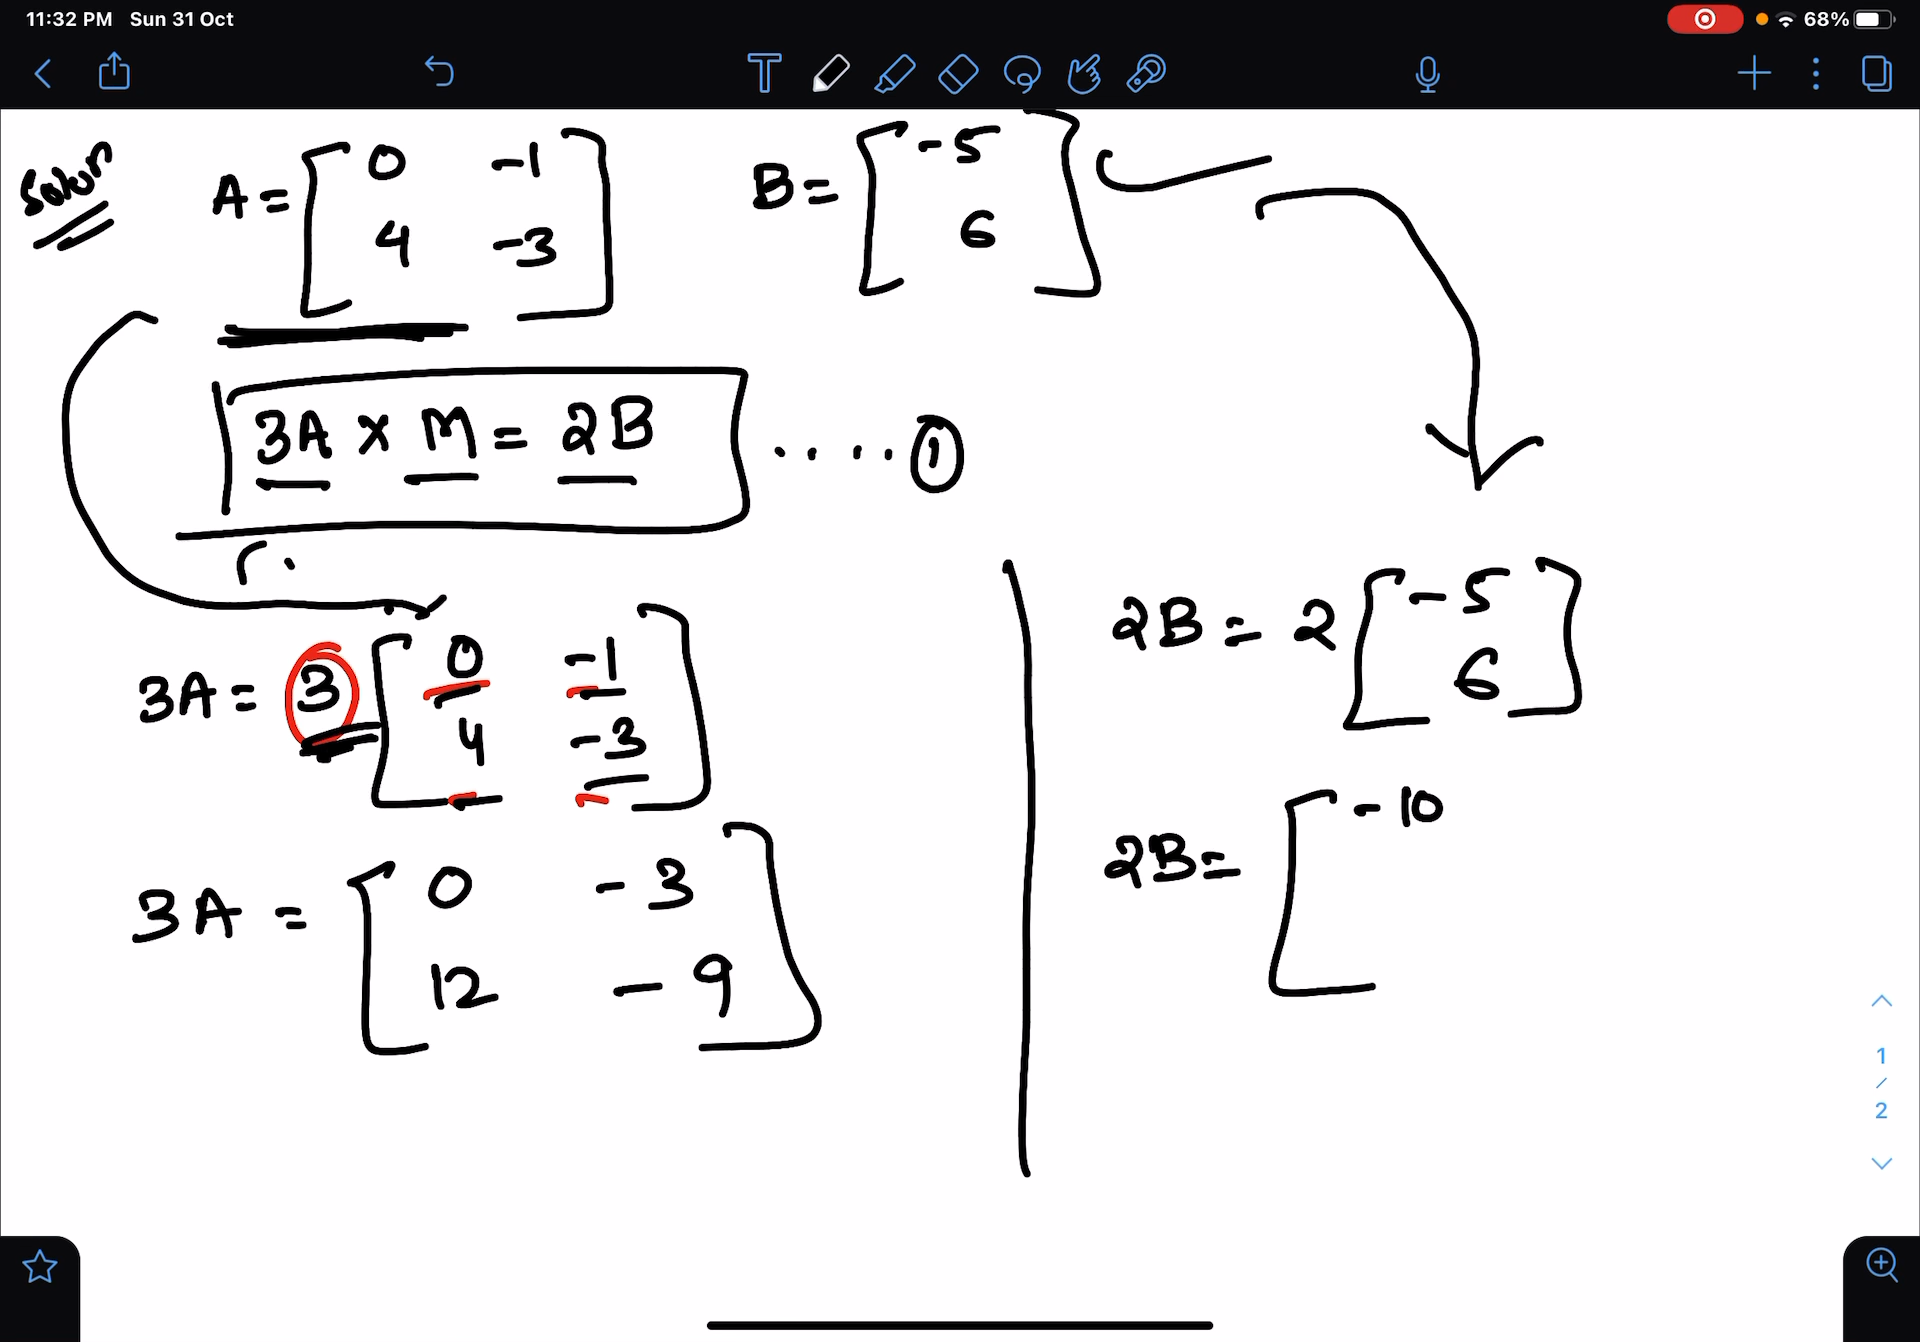 11:32 PM Sun 31 Oct
68%
Soln
A = [ 0 -1
4 -3 ]
B = [ -5
6 ]
3A × M = 2B .... ①
3A = 3 [ 0 -1
4 -3 ]
3A = [ 0 -3
12 -9 ]
2B = 2 [ -5
6 ]
2B = [ -10
1
/
2